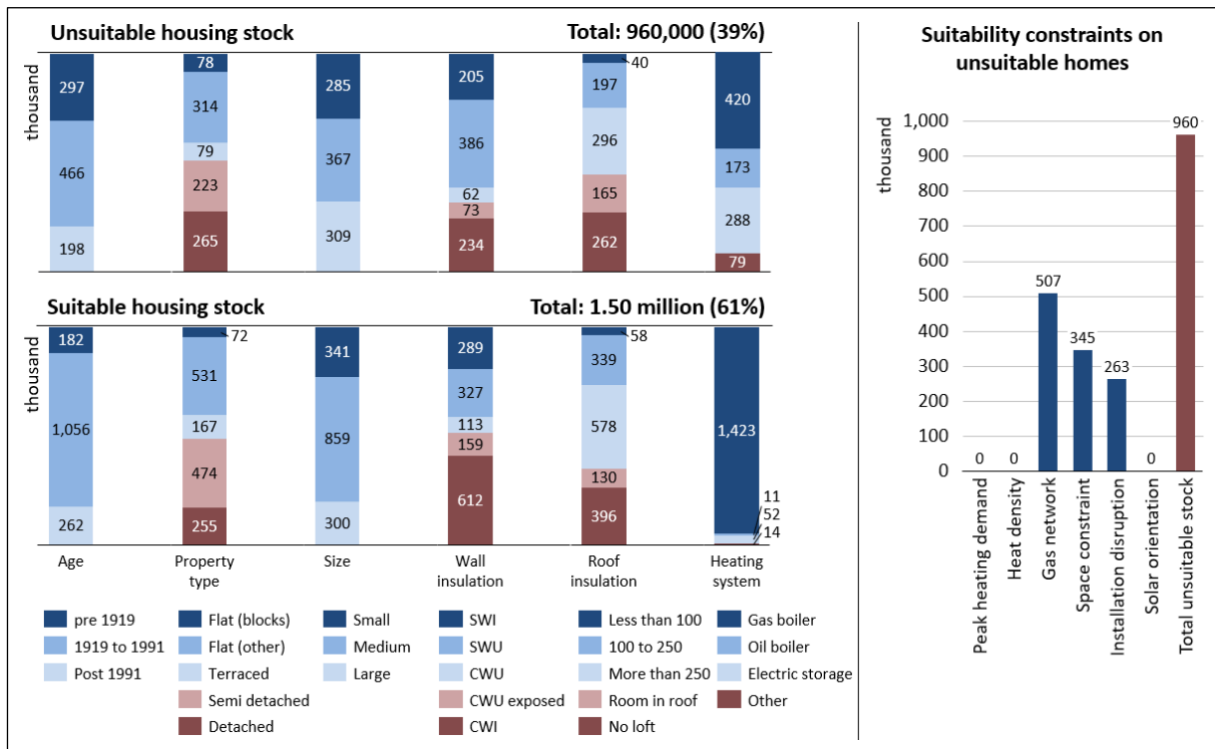 Unsuitable housing stock
Total: 960,000 (39%)
thousand
297
466
198
78
314
79
223
265
285
367
309
205
386
62
73
234
40
197
296
165
262
420
173
288
79
Suitable housing stock
Total: 1.50 million (61%)
thousand
182
1,056
262
72
531
167
474
255
341
859
300
289
327
113
159
612
58
339
578
130
396
1,423
11
52
14
Age
Property type
Size
Wall insulation
Roof insulation
Heating system
pre 1919
1919 to 1991
Post 1991
Flat (blocks)
Flat (other)
Terraced
Semi detached
Detached
Small
Medium
Large
SWI
SWU
CWU
CWU exposed
CWI
Less than 100
100 to 250
More than 250
Room in roof
No loft
Gas boiler
Oil boiler
Electric storage
Other
Suitability constraints on
unsuitable homes
thousand
1,000
900
800
700
600
500
400
300
200
100
0
0
0
507
345
263
0
960
Peak heating demand
Heat density
Gas network
Space constraint
Installation disruption
Solar orientation
Total unsuitable stock